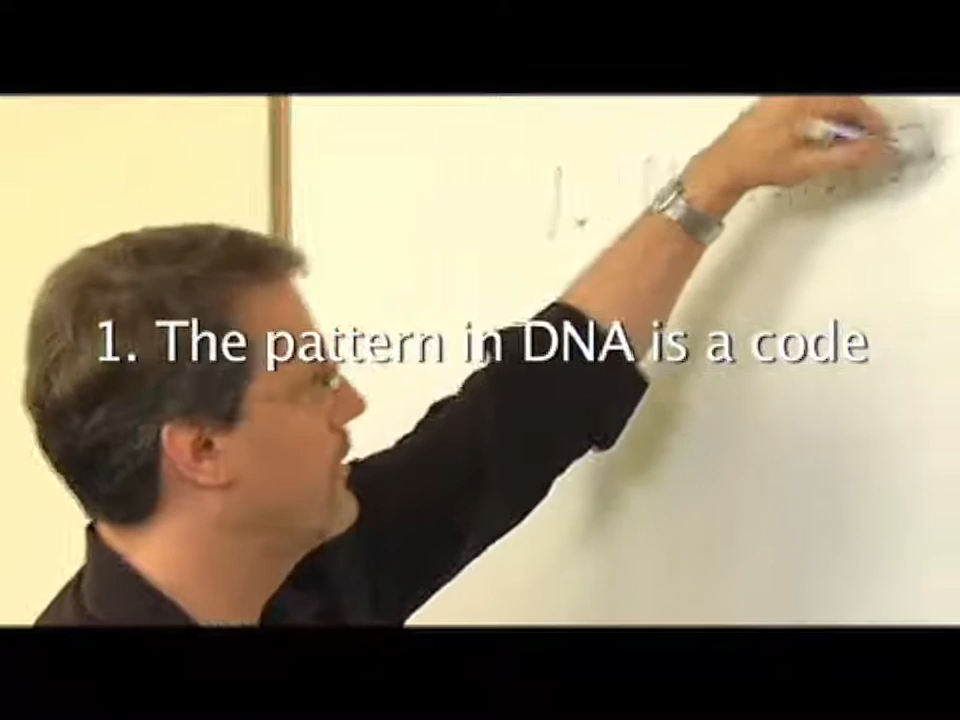 1. The pattern in DNA is a code